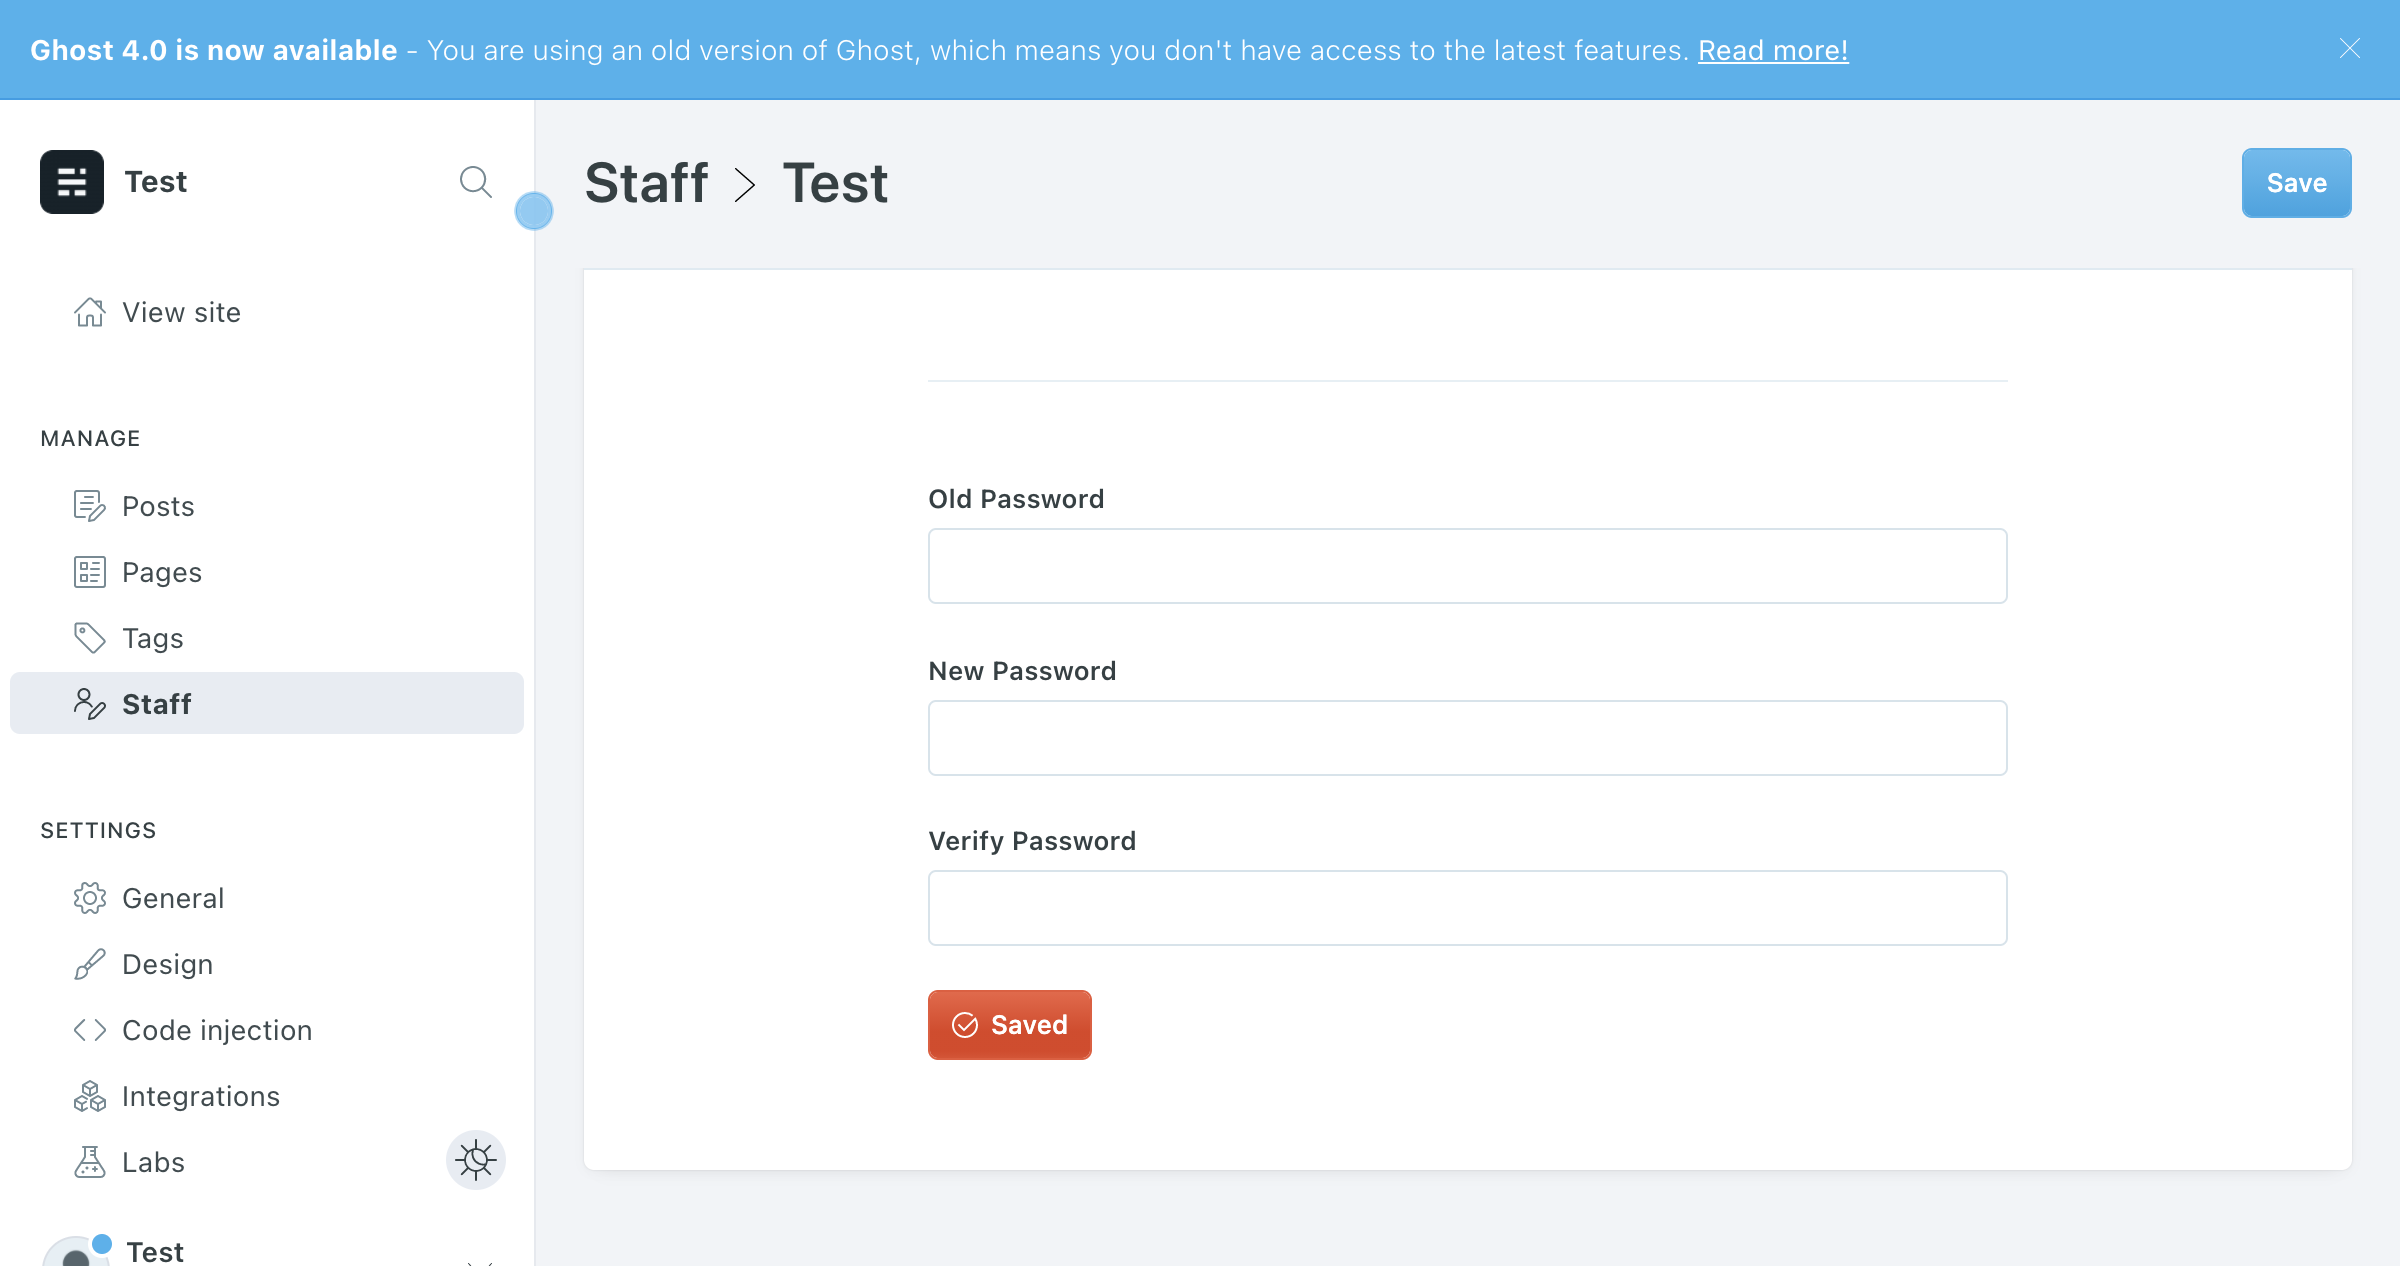 Ghost 4.0 is now available - You are using an old version of Ghost, which means you don't have access to the latest features. Read more!
Test
Staff > Test
Save
View site
MANAGE
Posts
Pages
Tags
Staff
SETTINGS
General
Design
Code injection
Integrations
Labs
Test
Old Password
New Password
Verify Password
Saved